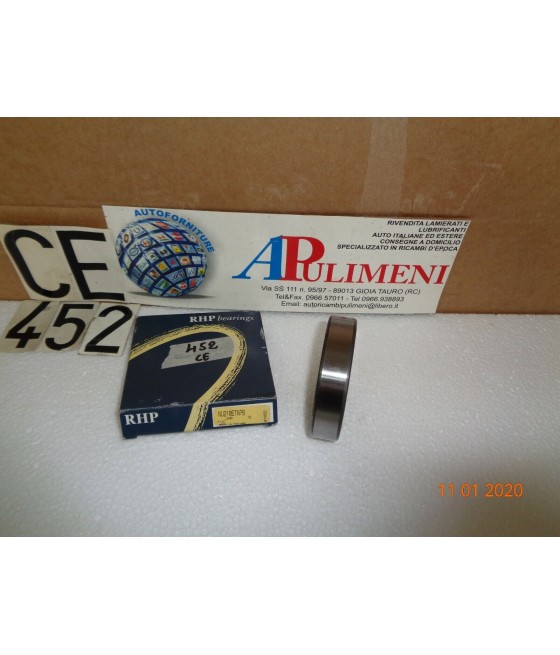 AUTOFORNITURE
APULIMENI
RIVENDITA LAMIERATI E
LUBRIFICANTI
AUTO ITALIANE ED ESTERE
CONSEGNE A DOMICILIO
SPECIALIZZATO IN RICAMBI D'EPOCA
Via SS 111 n. 95/97 - 89013 GIOIA TAURO (RC)
Tel&Fax. 0966 57011 - Tel 0966.938893
Email: autoricambipulimeni@libero.it
CE
452
RHP bearings
452
CE
RHP
11 01 2020